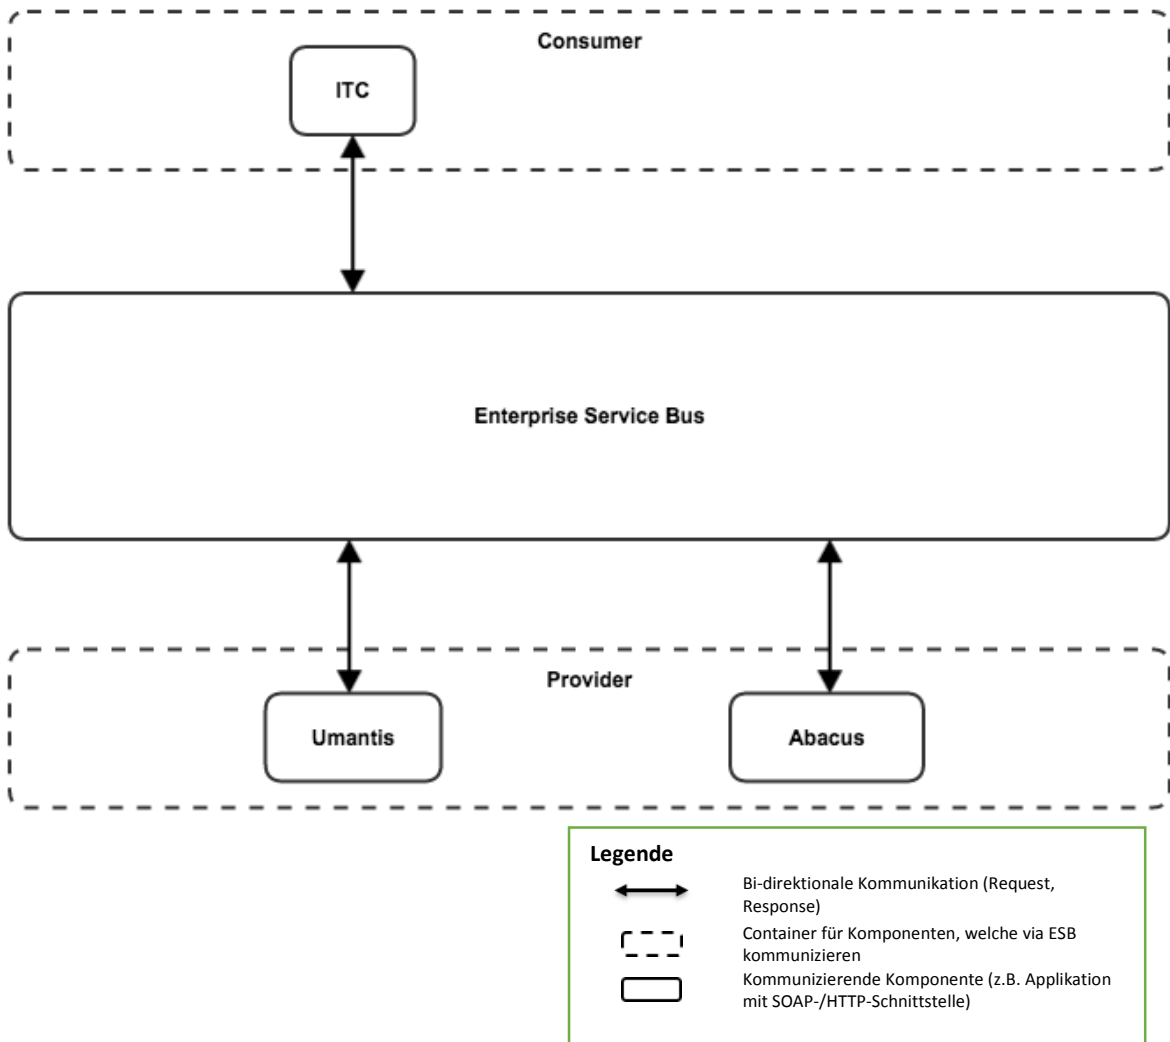 Consumer
ITC
Enterprise Service Bus
Provider
Umantis
Abacus
Legende
Bi-direktionale Kommunikation (Request,
Response)
Container für Komponenten, welche via ESB
kommunizieren
Kommunizierende Komponente (z.B. Applikation
mit SOAP-/HTTP-Schnittstelle)